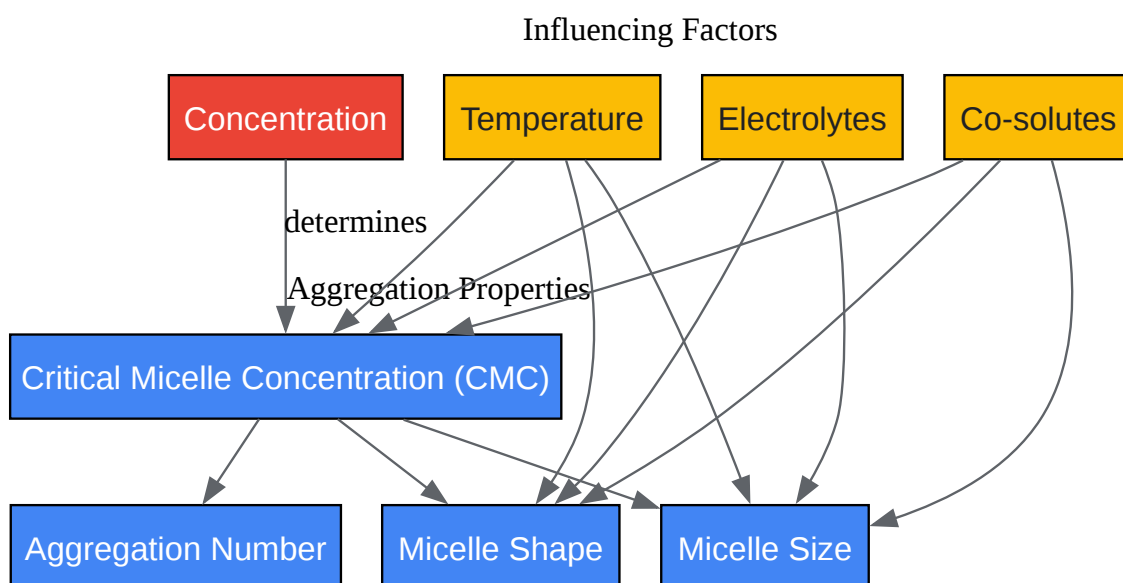 Influencing Factors
Concentration
Temperature
Electrolytes
Co-solutes
determines
Aggregation Properties
Critical Micelle Concentration (CMC)
Aggregation Number
Micelle Shape
Micelle Size